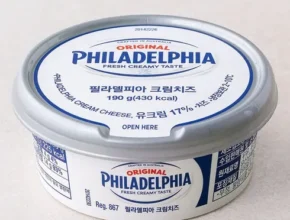 ORIGINAL
PHILADELPHIA
FRESH CREAMY TASTE
필라델피아 크림치즈
190 g(430 kcal)
PHILADELPHIA CREAM CHEESE, 유크림 17%
OPEN HERE
ORIGINAL
PHILADELPHIA
FRESH CREAMY TASTE
Reg. 867 필라델피아 크림치즈